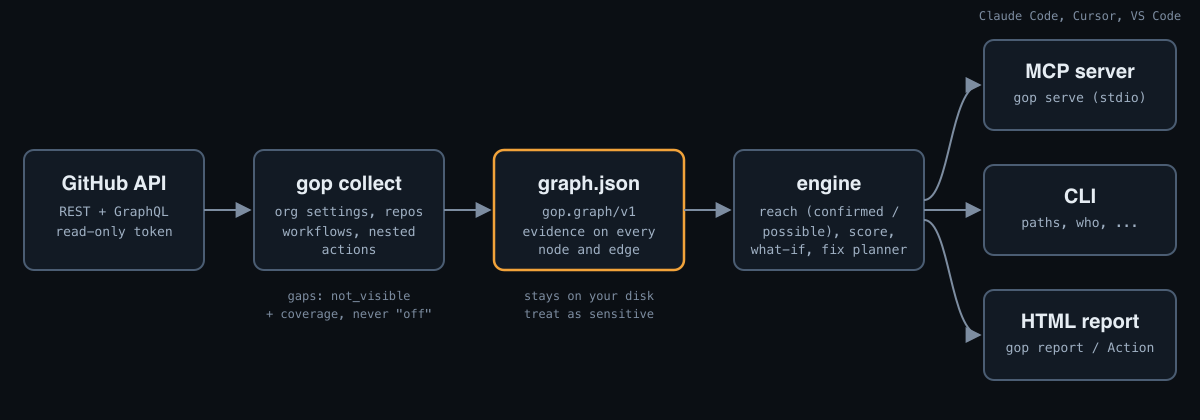 Claude Code, Cursor, VS Code
GitHub API
REST + GraphQL
read-only token
gop collect
org settings, repos
workflows, nested
actions
gaps: not_visible
+ coverage, never "off"
graph.json
gop.graph/v1
evidence on every
node and edge
stays on your disk
treat as sensitive
engine
reach (confirmed /
possible), score,
what-if, fix planner
MCP server
gop serve (stdio)
CLI
paths, who, ...
HTML report
gop report / Action